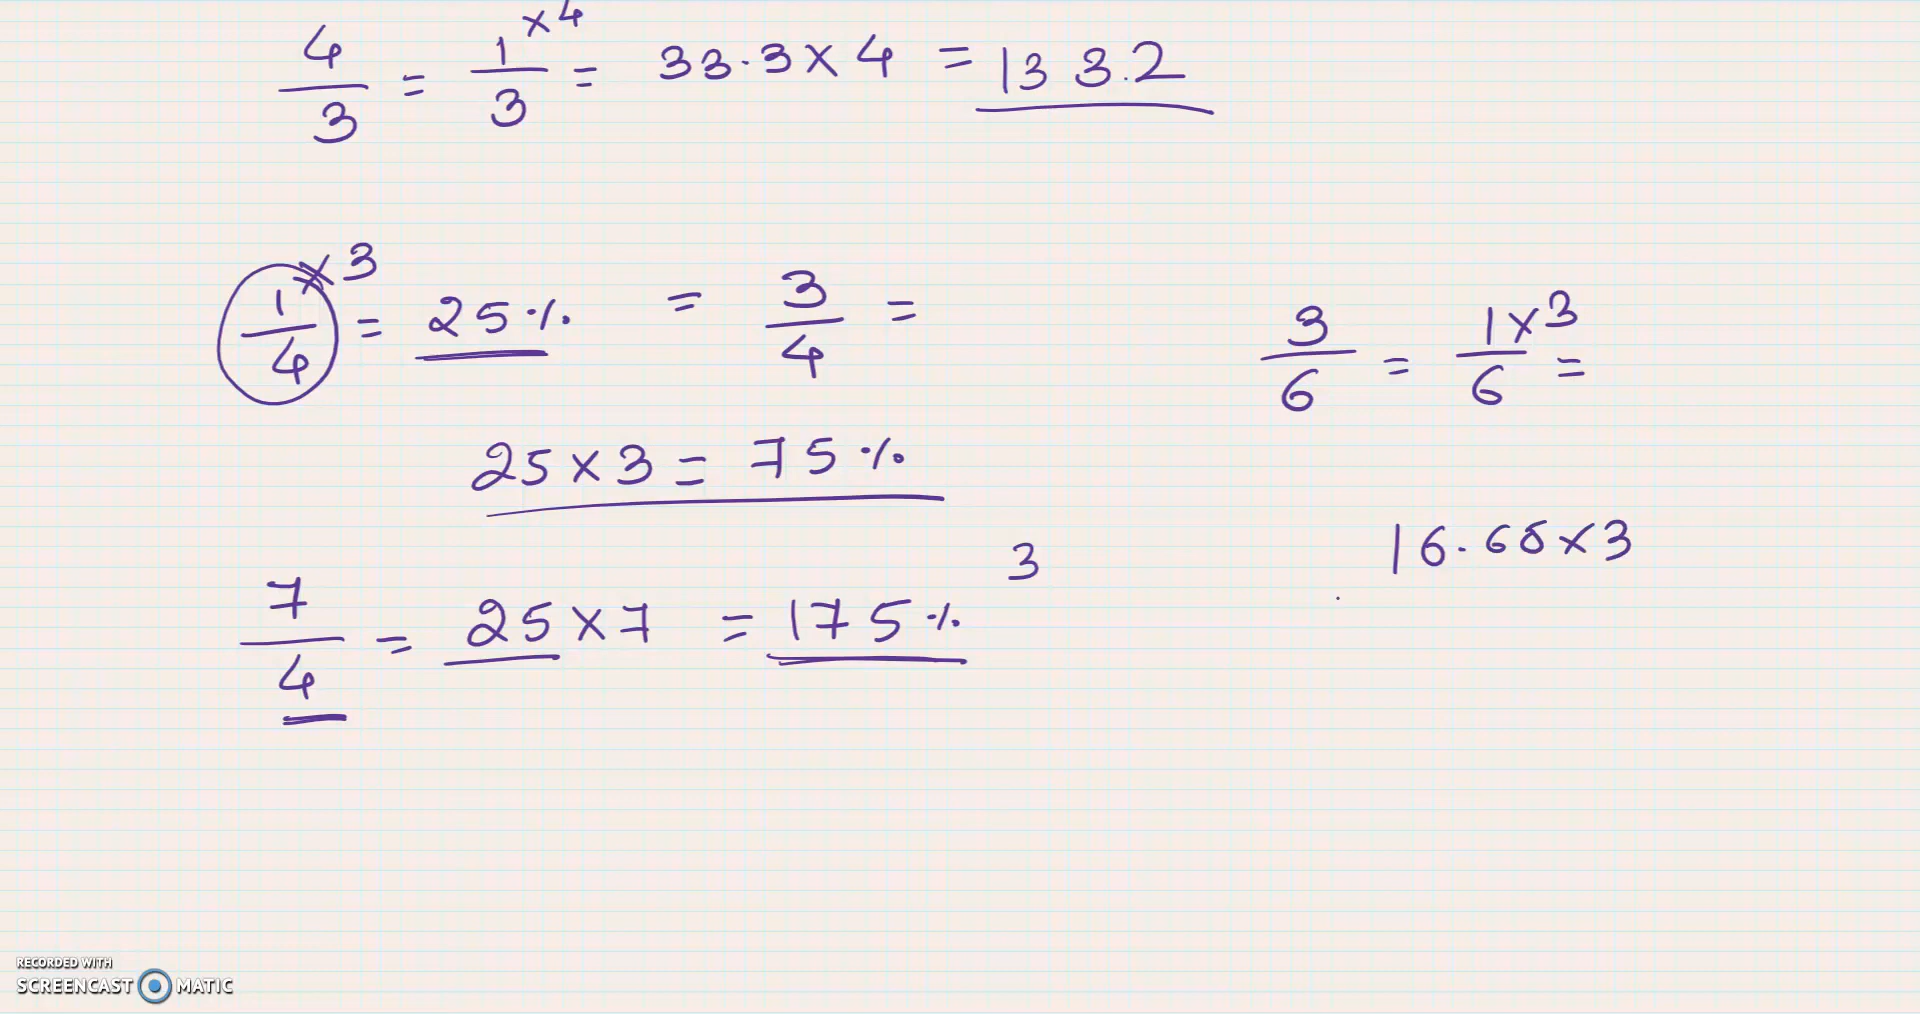 4/3 = 1/3 ×4 = 33.3 × 4 = 133.2
1/4 ×3 = 25% = 3/4 =
25 × 3 = 75%
7/4 = 25 × 7 = 175%
3
3/6 = 1×3/6 =
16.66×3
RECORDED WITH
SCREENCAST MATIC